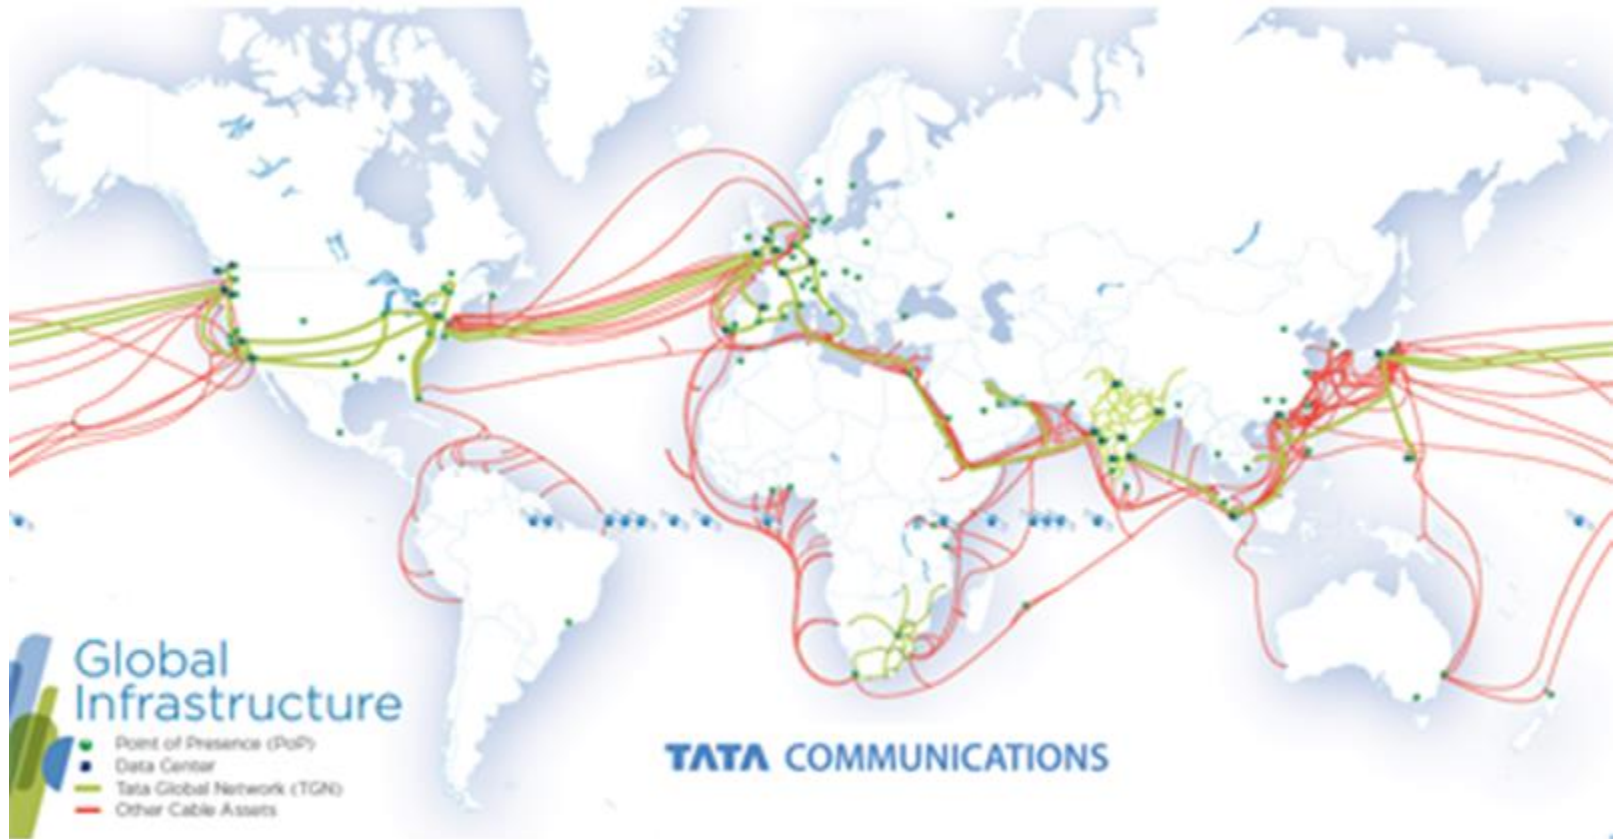 Global
Infrastructure
Point of Presence (PoP)
Data Center
Tata Global Network (TGN)
Other Cable Assets
TATA COMMUNICATIONS